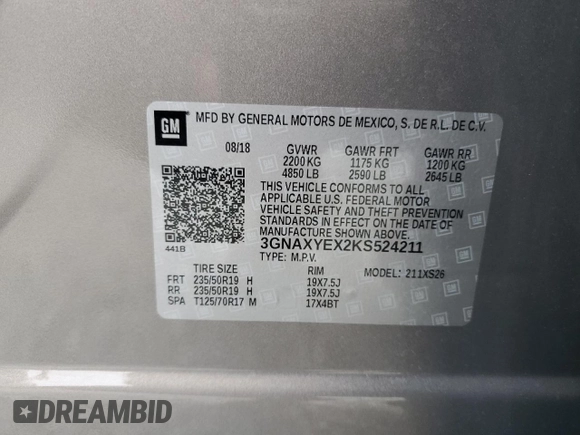 GM
MFD BY GENERAL MOTORS DE MEXICO, S. DE R.L. DE C.V.
08/18 GVWR GAWR FRT GAWR RR
2200 KG 1175 KG 1200 KG
4850 LB 2590 LB 2645 LB
THIS VEHICLE CONFORMS TO ALL
APPLICABLE U.S. FEDERAL MOTOR
VEHICLE SAFETY AND THEFT PREVENTION
STANDARDS IN EFFECT ON THE DATE OF
MANUFACTURE SHOWN ABOVE.
3GNAXYEX2KS524211
441B
TYPE: M.P.V.
TIRE SIZE RIM MODEL: 211XS26
FRT 235/50R19 H 19X7.5J
RR 235/50R19 H 19X7.5J
SPA T125/70R17 M 17X4BT
DREAMBID